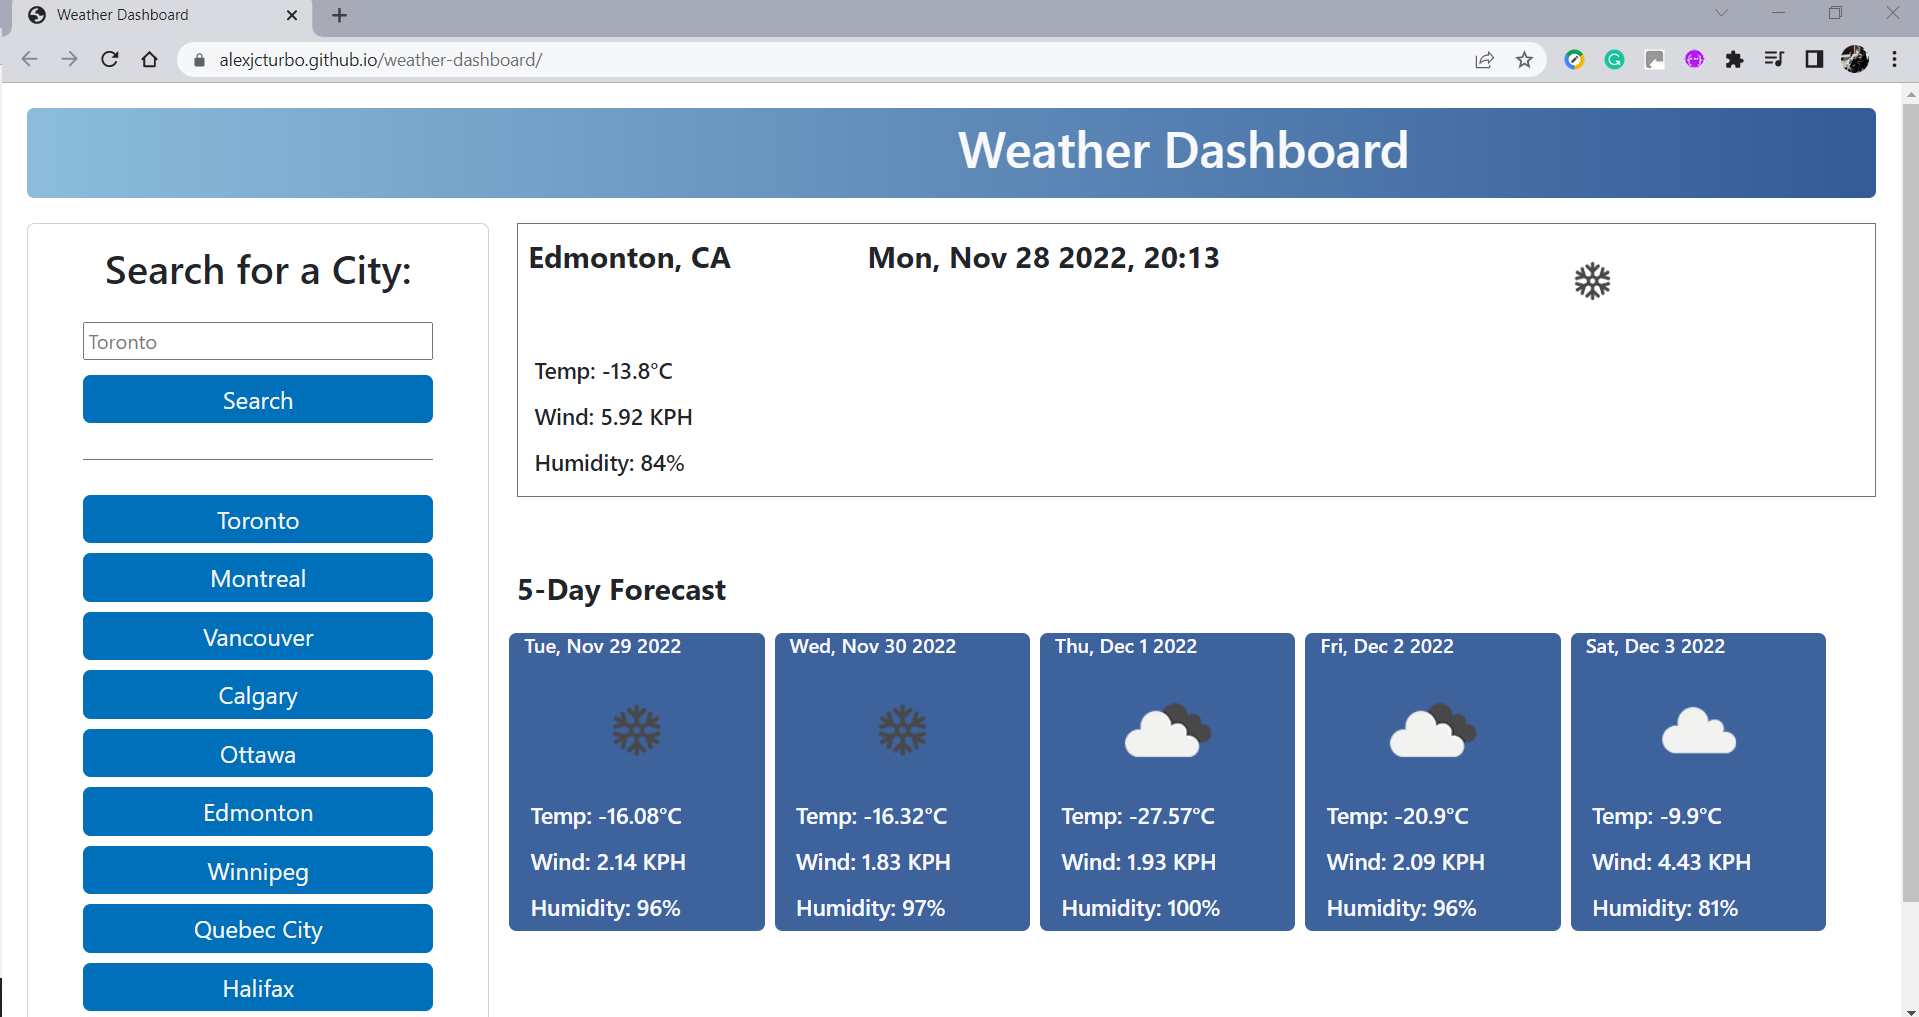 Weather Dashboard
alexjcturbo.github.io/weather-dashboard/
Weather Dashboard
Search for a City:
Toronto
Search
Toronto
Montreal
Vancouver
Calgary
Ottawa
Edmonton
Winnipeg
Quebec City
Halifax
Edmonton, CA
Mon, Nov 28 2022, 20:13
Temp: -13.8°C
Wind: 5.92 KPH
Humidity: 84%
5-Day Forecast
Tue, Nov 29 2022
Temp: -16.08°C
Wind: 2.14 KPH
Humidity: 96%
Wed, Nov 30 2022
Temp: -16.32°C
Wind: 1.83 KPH
Humidity: 97%
Thu, Dec 1 2022
Temp: -27.57°C
Wind: 1.93 KPH
Humidity: 100%
Fri, Dec 2 2022
Temp: -20.9°C
Wind: 2.09 KPH
Humidity: 96%
Sat, Dec 3 2022
Temp: -9.9°C
Wind: 4.43 KPH
Humidity: 81%